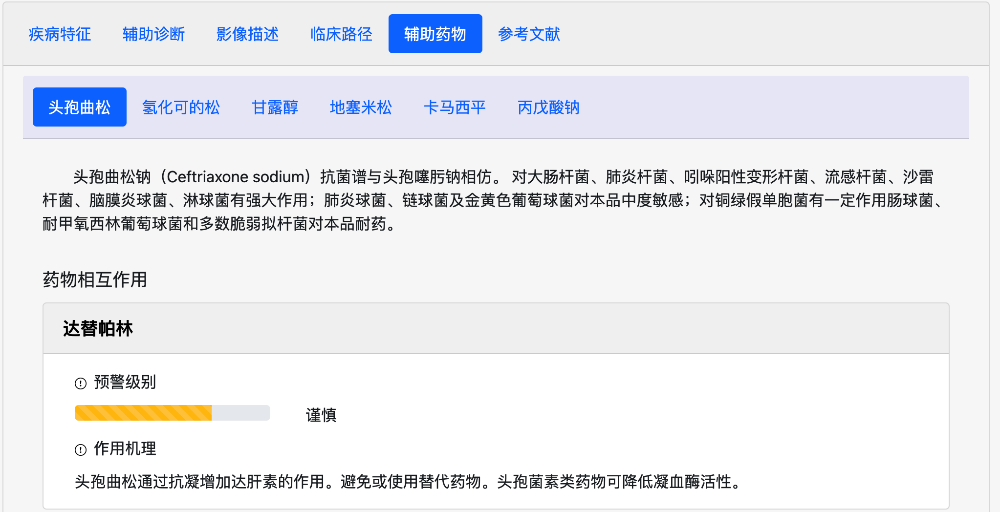 疾病特征 辅助诊断 影像描述 临床路径 辅助药物 参考文献
头孢曲松 氢化可的松 甘露醇 地塞米松 卡马西平 丙戊酸钠
头孢曲松钠（Ceftriaxone sodium）抗菌谱与头孢噻肟钠相仿。 对大肠杆菌、肺炎杆菌、吲哚阳性变形杆菌、流感杆菌、沙雷
杆菌、脑膜炎球菌、淋球菌有强大作用；肺炎球菌、链球菌及金黄色葡萄球菌对本品中度敏感；对铜绿假单胞菌有一定作用肠球菌、
耐甲氧西林葡萄球菌和多数脆弱拟杆菌对本品耐药。
药物相互作用
达替帕林
预警级别
谨慎
作用机理
头孢曲松通过抗凝增加达肝素的作用。避免或使用替代药物。头孢菌素类药物可降低凝血酶活性。